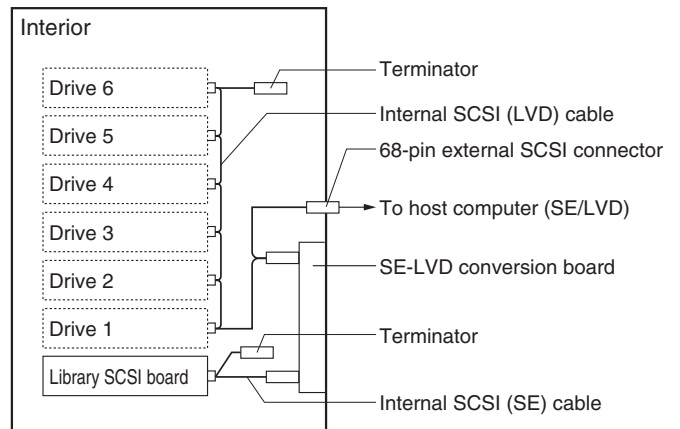 Interior
Drive 6
Drive 5
Drive 4
Drive 3
Drive 2
Drive 1
Library SCSI board
Terminator
Internal SCSI (LVD) cable
68-pin external SCSI connector
To host computer (SE/LVD)
SE-LVD conversion board
Terminator
Internal SCSI (SE) cable